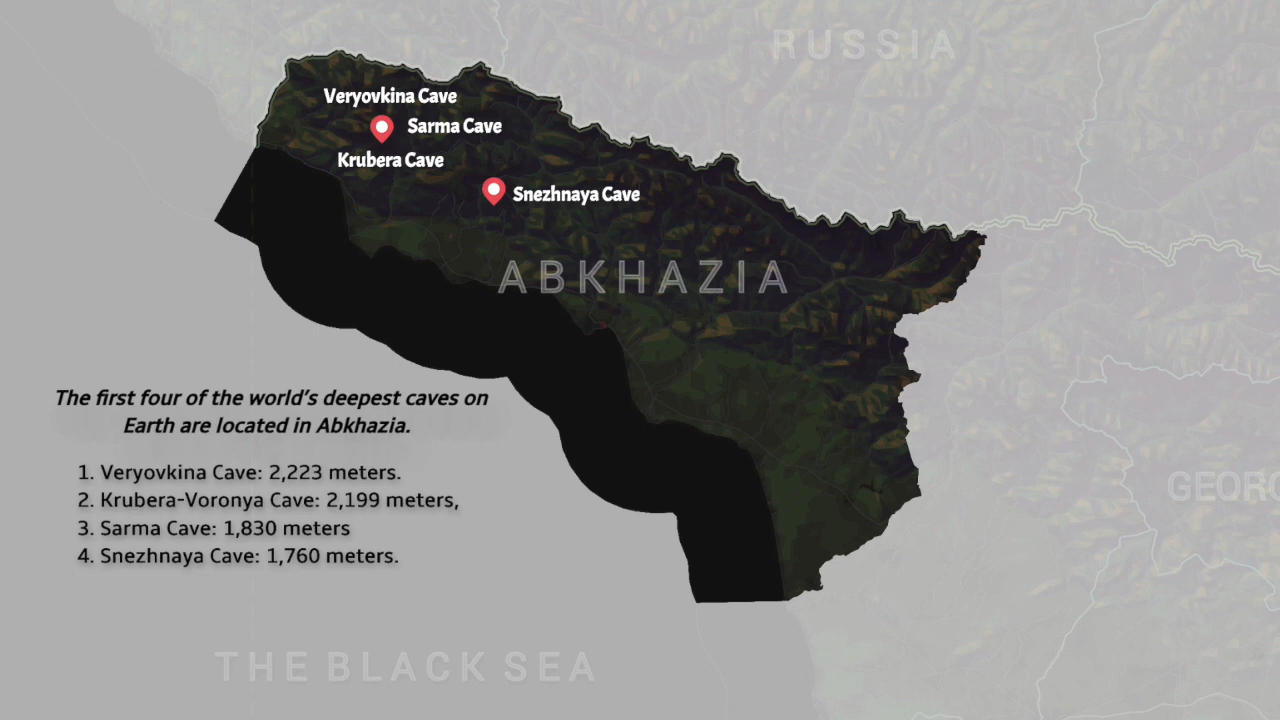 RUSSIA
Veryovkina Cave
Sarma Cave
Krubera Cave
Snezhnaya Cave
ABKHAZIA
The first four of the world’s deepest caves on
Earth are located in Abkhazia.
1. Veryovkina Cave: 2,223 meters.
2. Krubera-Voronya Cave: 2,199 meters,
3. Sarma Cave: 1,830 meters
4. Snezhnaya Cave: 1,760 meters.
GEORG
THE BLACK SEA